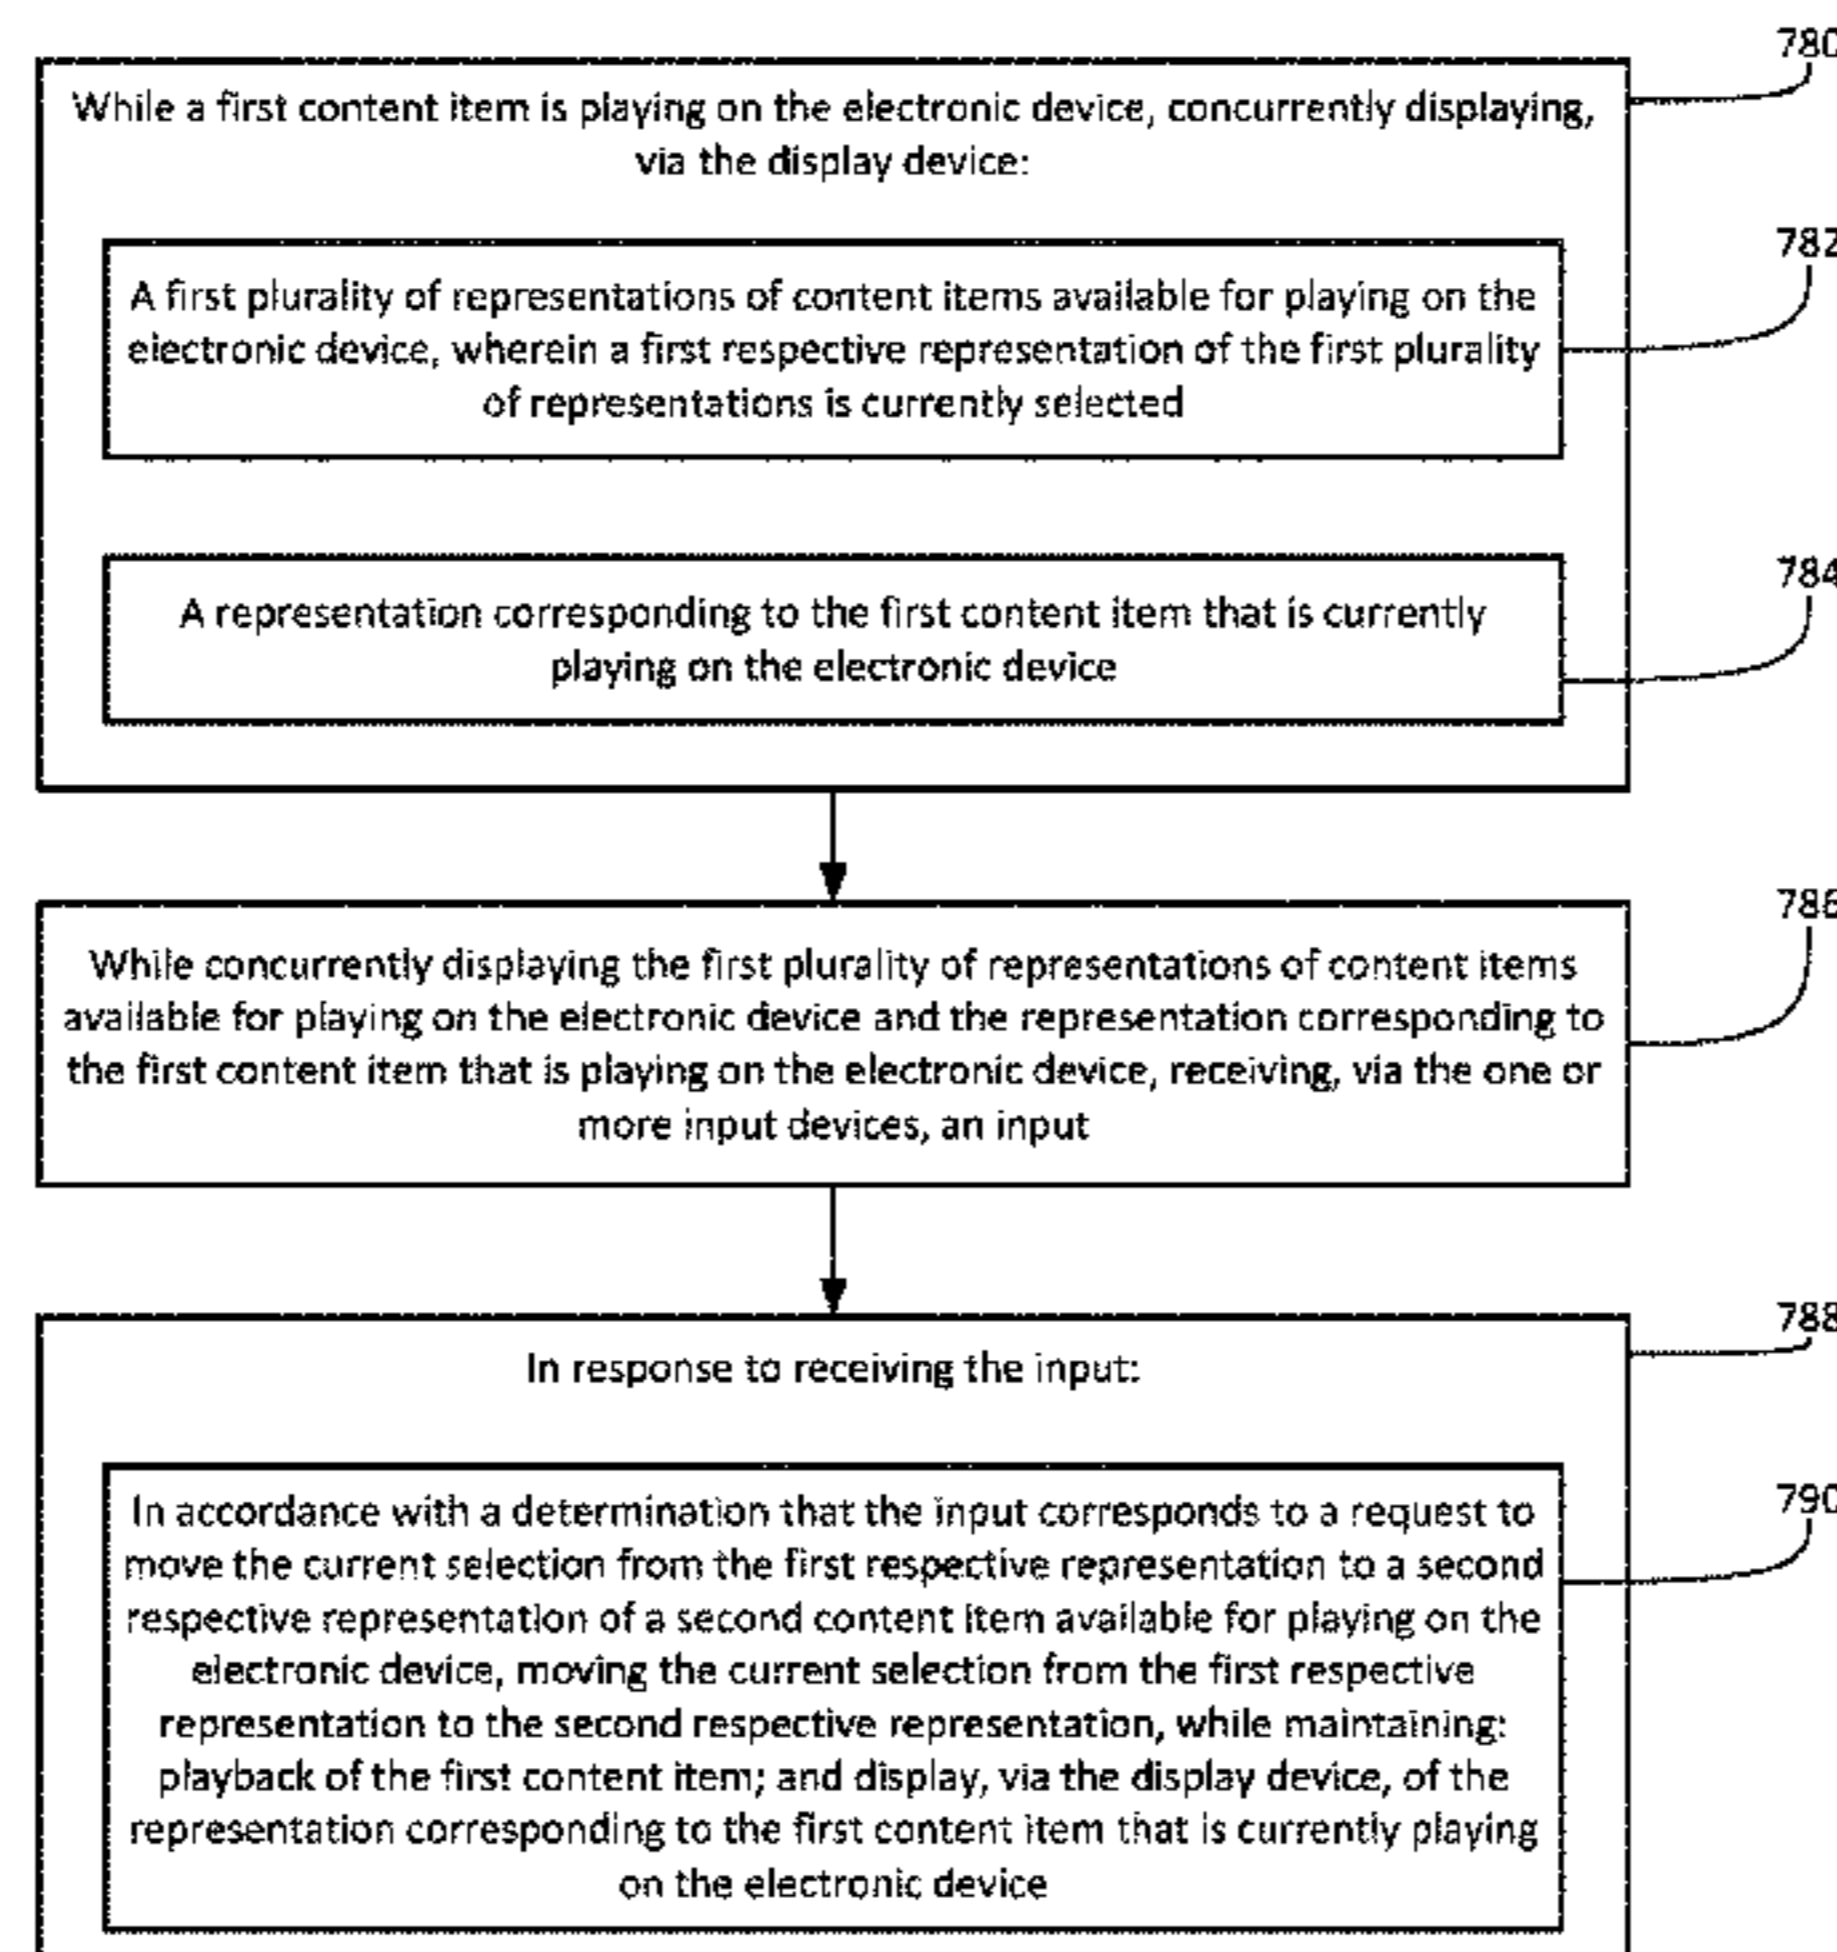 780
While a first content item is playing on the electronic device, concurrently displaying,
via the display device:
782
A first plurality of representations of content items available for playing on the
electronic device, wherein a first respective representation of the first plurality
of representations is currently selected
784
A representation corresponding to the first content item that is currently
playing on the electronic device
786
While concurrently displaying the first plurality of representations of content items
available for playing on the electronic device and the representation corresponding to
the first content item that is playing on the electronic device, receiving, via the one or
more input devices, an input
788
In response to receiving the input:
790
In accordance with a determination that the input corresponds to a request to
move the current selection from the first respective representation to a second
respective representation of a second content item available for playing on the
electronic device, moving the current selection from the first respective
representation to the second respective representation, while maintaining:
playback of the first content item; and display, via the display device, of the
representation corresponding to the first content item that is currently playing
on the electronic device